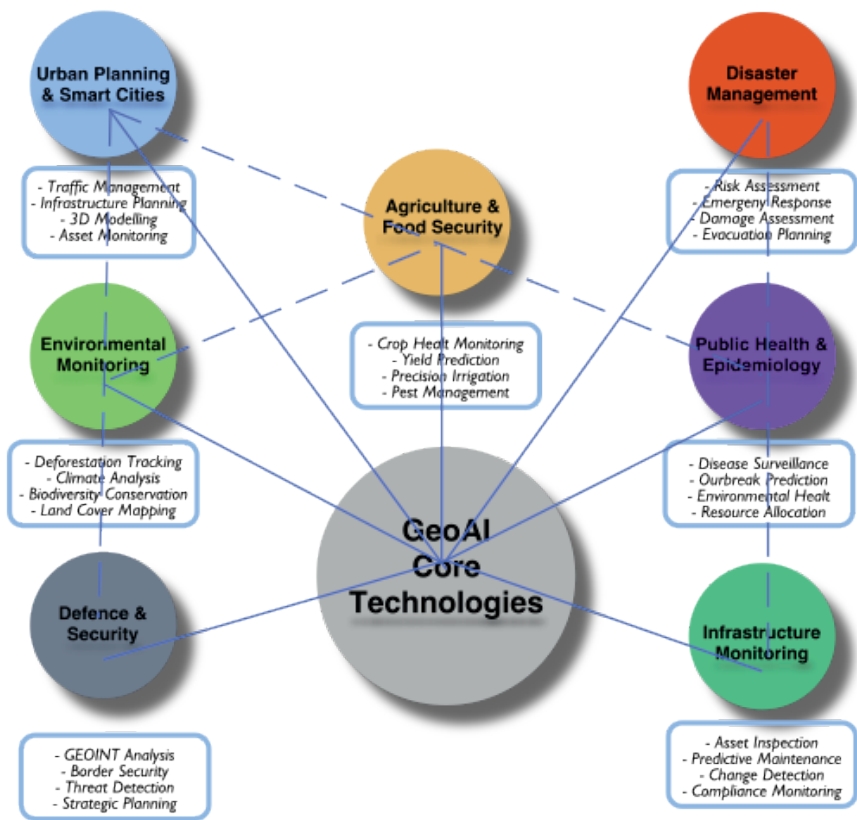 Urban Planning
& Smart Cities
- Traffic Management
- Infrastructure Planning
- 3D Modelling
- Asset Monitoring
Disaster
Management
- Risk Assessment
- Emergeny Response
- Damage Assessment
- Evacuation Planning
Agriculture &
Food Security
- Crop Healt Monitoring
- Yield Prediction
- Precision Irrigation
- Pest Management
Environmental
Monitoring
- Deforestation Tracking
- Climate Analysis
- Biodiversity Conservation
- Land Cover Mapping
Public Health &
Epidemiology
- Disease Surveillance
- Ourbreak Prediction
- Environmental Healt
- Resource Allocation
GeoAI
Core
Technologies
Defence &
Security
- GEOINT Analysis
- Border Security
- Threat Detection
- Strategic Planning
Infrastructure
Monitoring
- Asset Inspection
- Predictive Maintenance
- Change Detection
- Compliance Monitoring